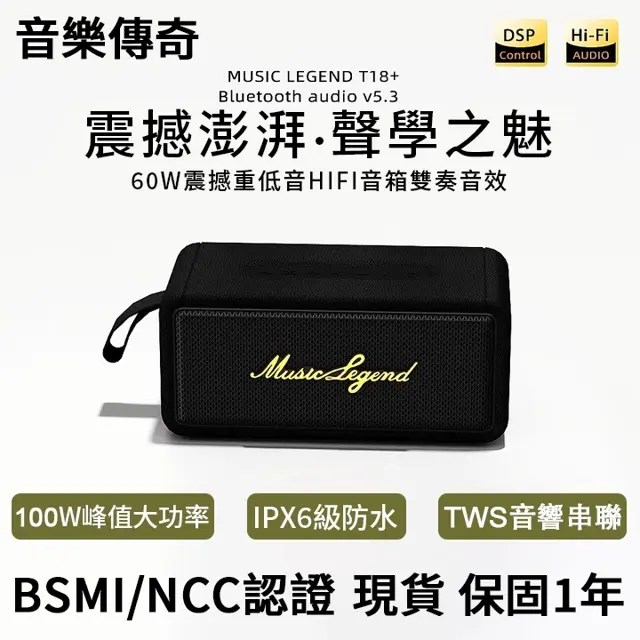 音樂傳奇
DSP
Control
Hi-Fi
AUDIO
MUSIC LEGEND T18+
Bluetooth audio v5.3
震撼澎湃·聲學之魅
60W震撼重低音HIFI音箱雙奏音效
Music Legend
100W峰值大功率
IPX6級防水
TWS音響串聯
BSMI/NCC認證 現貨 保固1年